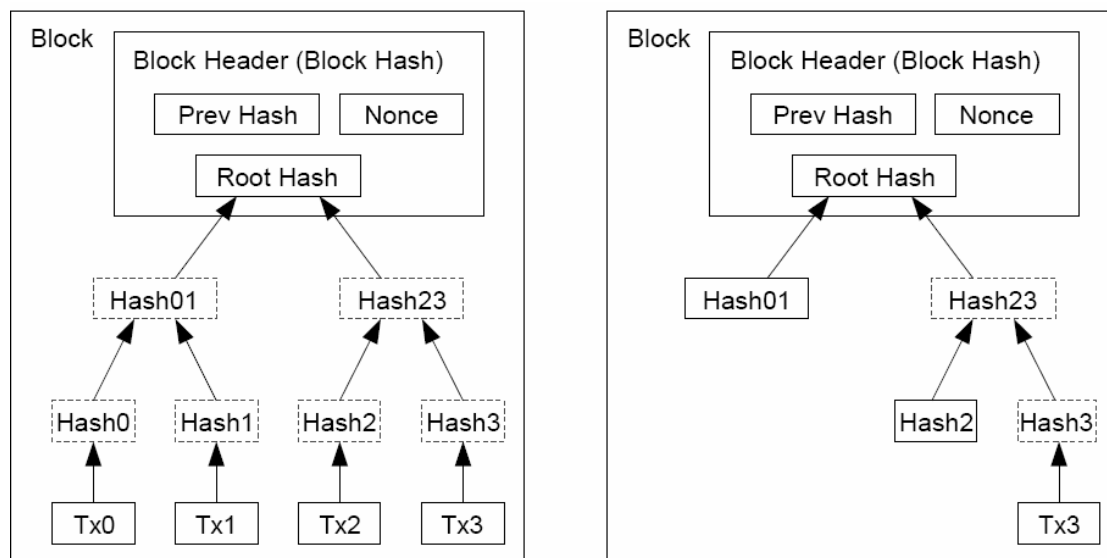 Block
Block Header (Block Hash)
Prev Hash
Nonce
Root Hash
Hash01
Hash23
Hash0
Hash1
Hash2
Hash3
Tx0
Tx1
Tx2
Tx3
Block
Block Header (Block Hash)
Prev Hash
Nonce
Root Hash
Hash01
Hash23
Hash2
Hash3
Tx3